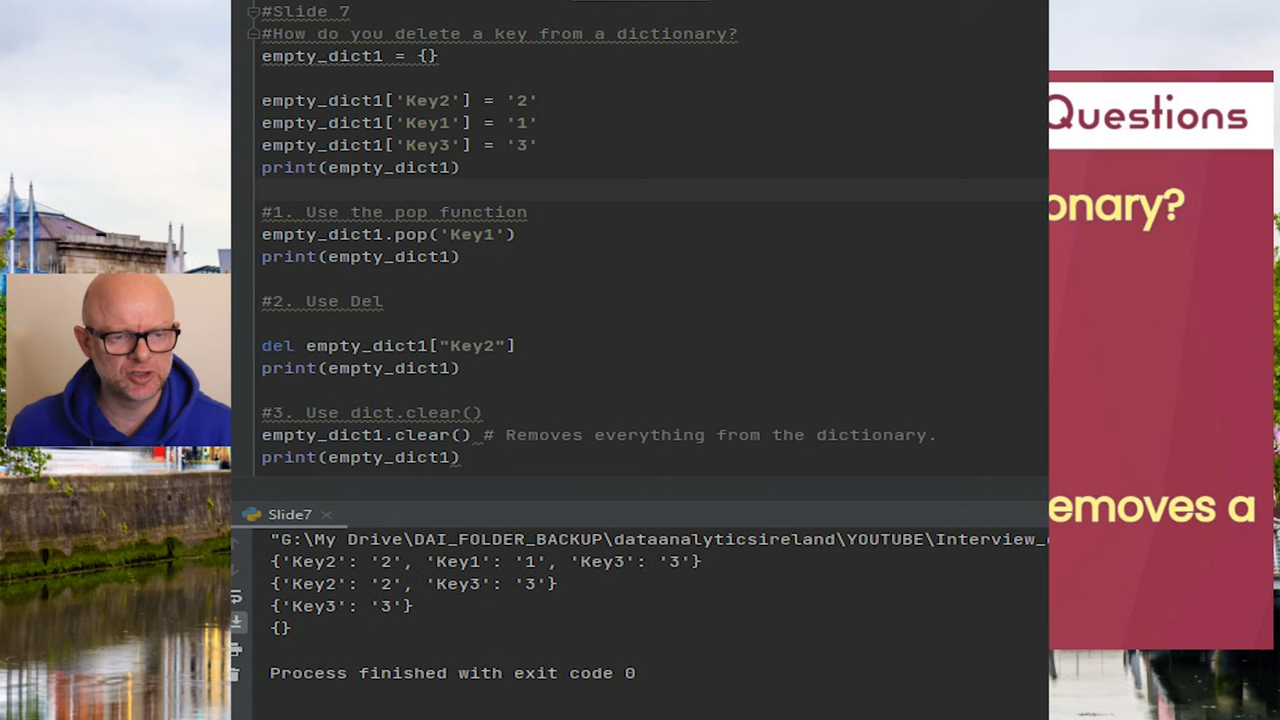 #Slide 7
#How do you delete a key from a dictionary?
empty_dict1 = {}
empty_dict1['Key2'] = '2'
empty_dict1['Key1'] = '1'
empty_dict1['Key3'] = '3'
print(empty_dict1)
#1. Use the pop function
empty_dict1.pop('Key1')
print(empty_dict1)
#2. Use Del
del empty_dict1["Key2"]
print(empty_dict1)
#3. Use dict.clear()
empty_dict1.clear() # Removes everything from the dictionary.
print(empty_dict1)
Slide7
"G:\My Drive\DAI_FOLDER_BACKUP\dataanalyticsireland\YOUTUBE\Interview_
{'Key2': '2', 'Key1': '1', 'Key3': '3'}
{'Key2': '2', 'Key3': '3'}
{'Key3': '3'}
{}
Process finished with exit code 0
Questions
onary?
emoves a